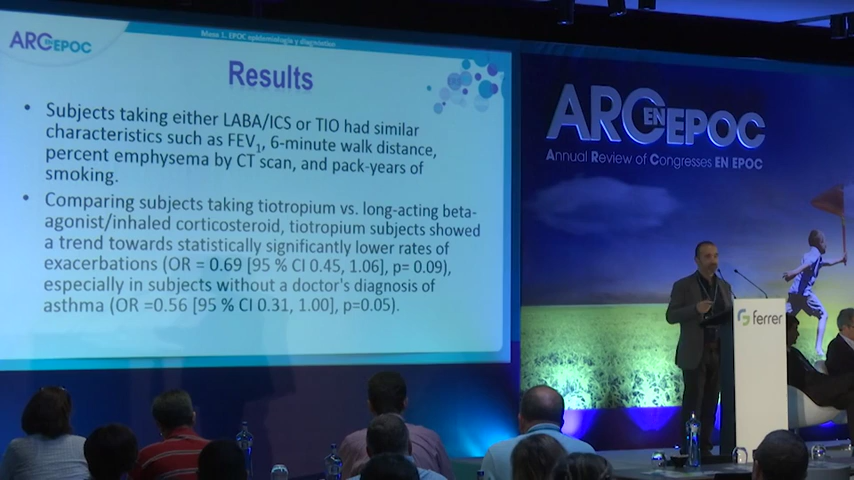 ARC EN EPOC
Mesa 1. EPOC epidemiología y diagnóstico
Results
• Subjects taking either LABA/ICS or TIO had similar
characteristics such as FEV1, 6-minute walk distance,
percent emphysema by CT scan, and pack-years of
smoking.
• Comparing subjects taking tiotropium vs. long-acting beta-
agonist/inhaled corticosteroid, tiotropium subjects showed
a trend towards statistically significantly lower rates of
exacerbations (OR = 0.69 [95 % CI 0.45, 1.06], p= 0.09),
especially in subjects without a doctor's diagnosis of
asthma (OR =0.56 [95 % CI 0.31, 1.00], p=0.05).
ARC EN EPOC
Annual Review of Congresses EN EPOC
ferrer